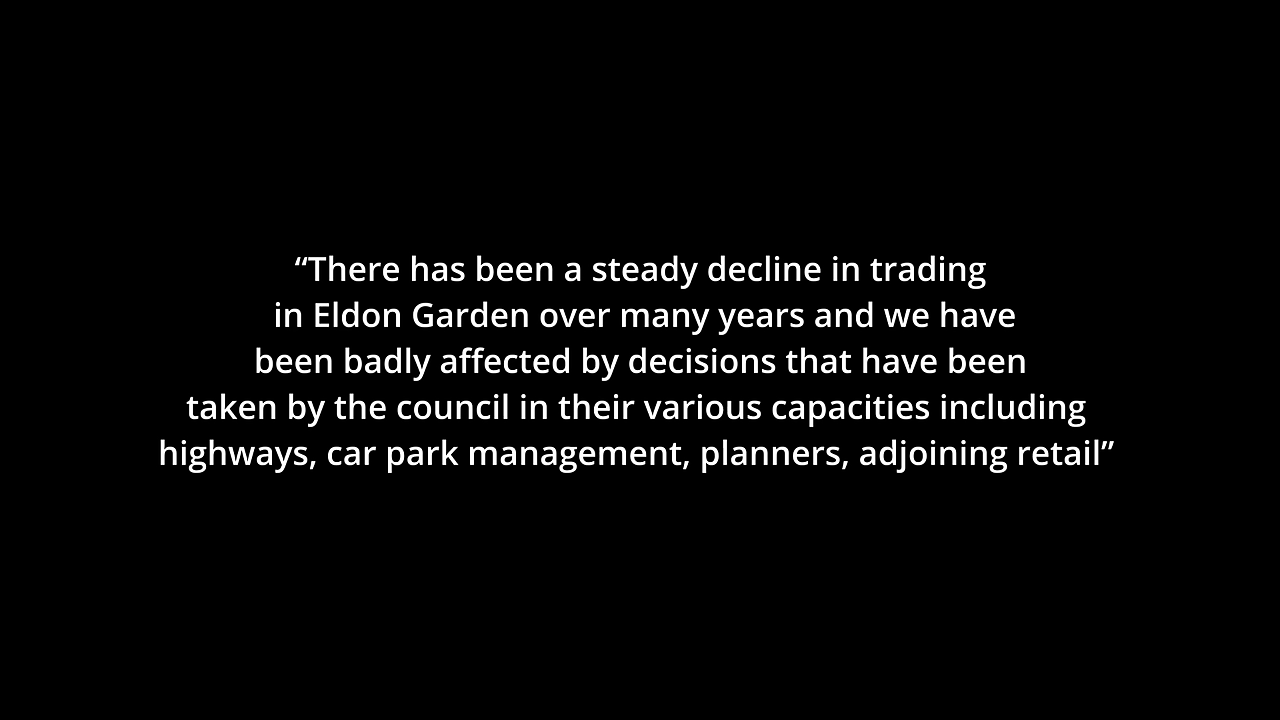 “There has been a steady decline in trading
in Eldon Garden over many years and we have
been badly affected by decisions that have been
taken by the council in their various capacities including
highways, car park management, planners, adjoining retail”